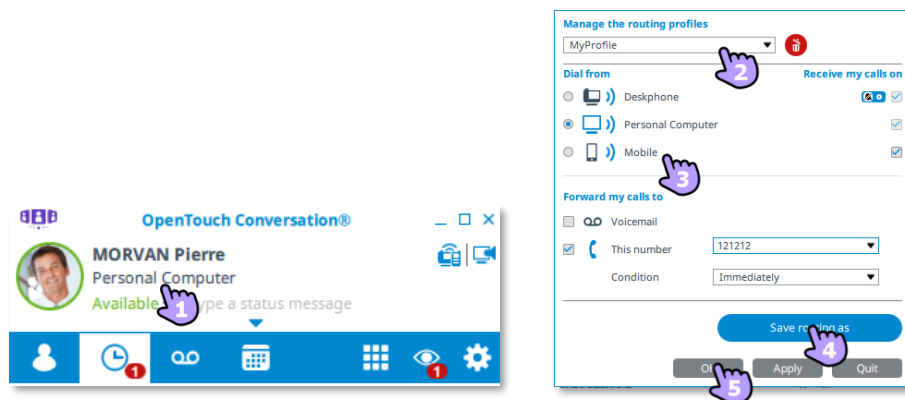 OpenTouch Conversation®
MORVAN Pierre
Personal Computer
1
Available
ype a status message
1
1
Manage the routing profiles
MyProfile
2
Dial from
Receive my calls on
Deskphone
Personal Computer
Mobile
3
Forward my calls to
Voicemail
This number
121212
Condition
Immediately
Save routing as
4
Apply
Quit
5